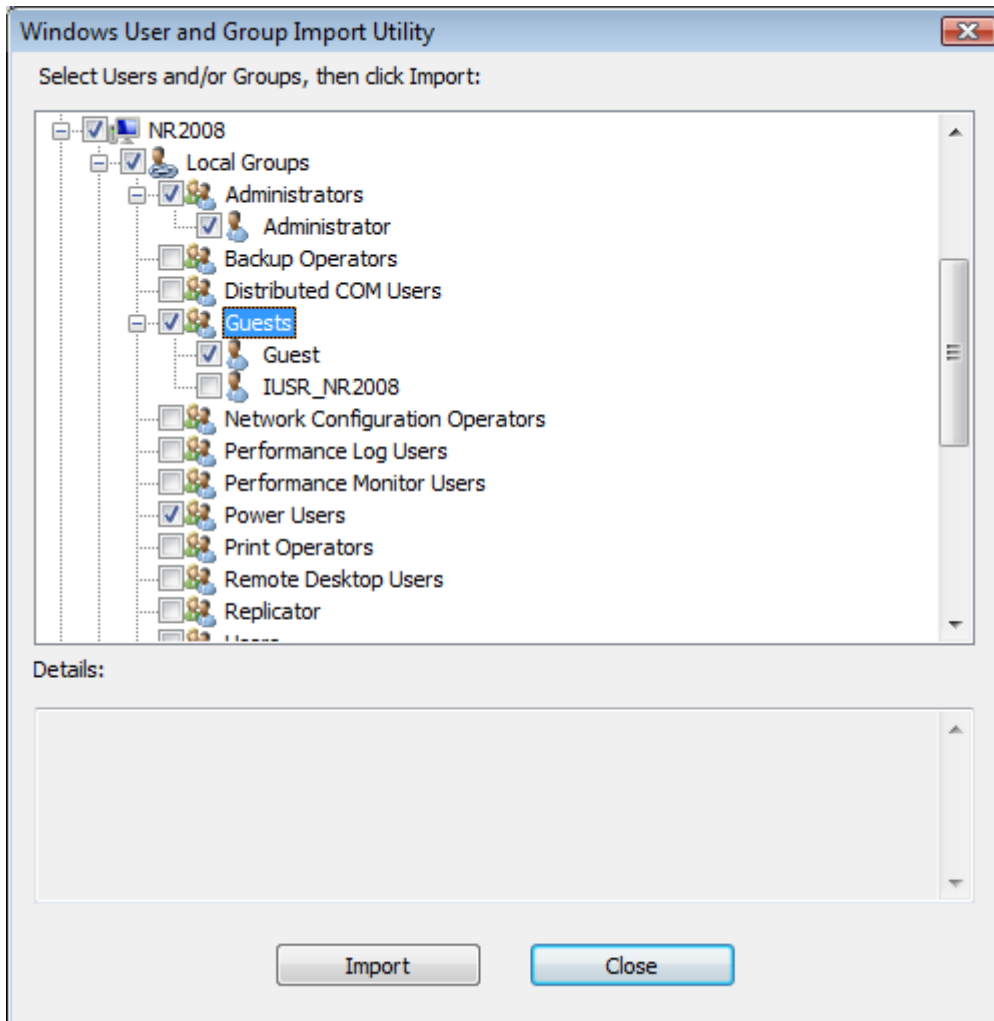 Windows User and Group Import Utility
Select Users and/or Groups, then click Import:
NR2008
Local Groups
Administrators
Administrator
Backup Operators
Distributed COM Users
Guests
Guest
IUSR_NR2008
Network Configuration Operators
Performance Log Users
Performance Monitor Users
Power Users
Print Operators
Remote Desktop Users
Replicator
Users
Details:
Import
Close